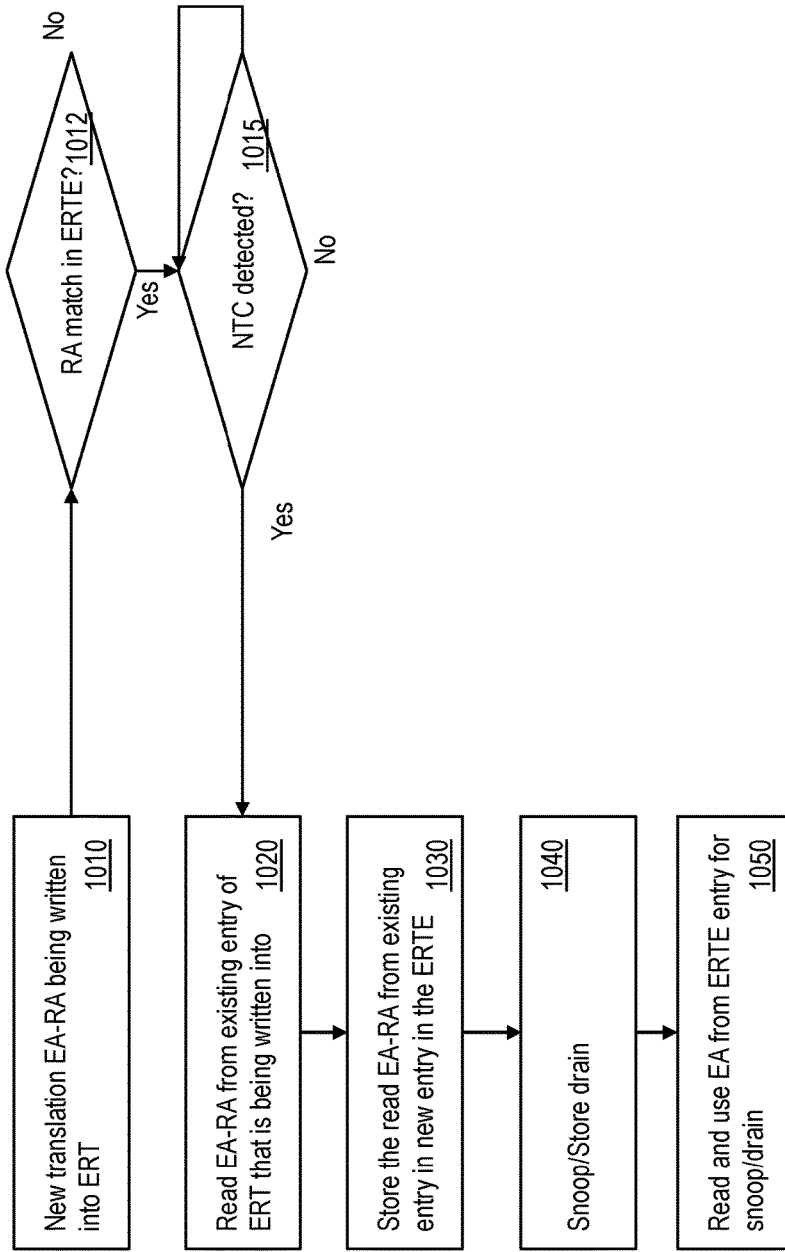 New translation EA-RA being written
into ERT
1010
RA match in ERTE?
1012
No
Yes
NTC detected?
1015
No
Yes
Read EA-RA from existing entry of
ERT that is being written into
1020
Store the read EA-RA from existing
entry in new entry in the ERTE
1030
Snoop/Store drain
1040
Read and use EA from ERTE entry for
snoop/drain
1050